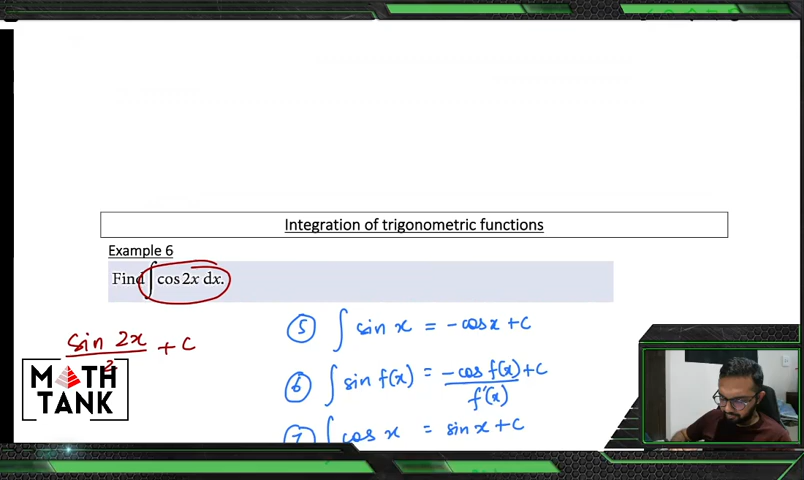 Integration of trigonometric functions
Example 6
Find ∫ cos 2x dx.
⑤ ∫ sin x = -cos x + c
sin 2x / 2 + c
⑥ ∫ sin f(x) = -cos f(x) / f'(x) + c
⑦ ∫ cos x = sin x + c
MATH
TANK